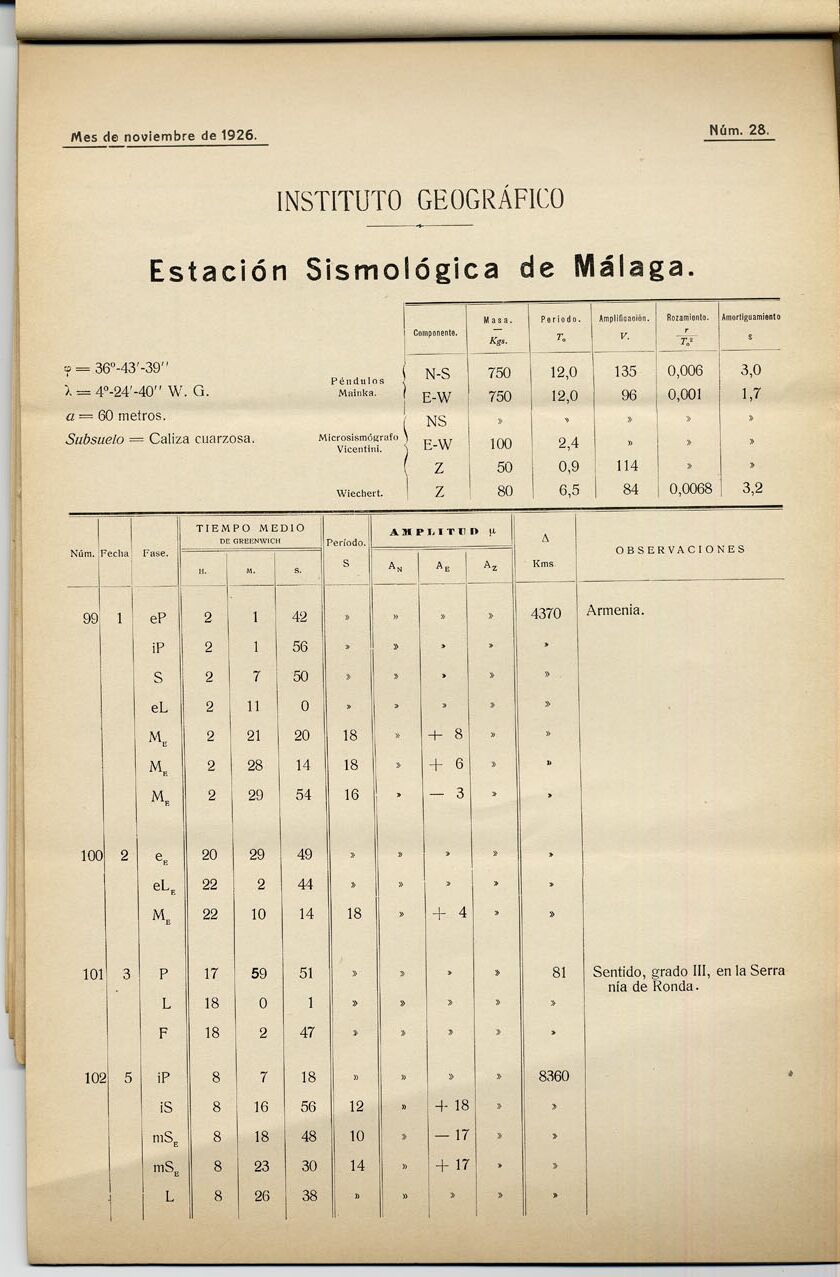 Mes de noviembre de 1926.
Núm. 28.
INSTITUTO GEOGRÁFICO
Estación Sismológica de Málaga.
φ = 36º-43'-39''
λ = 4º-24'-40'' W. G.
a = 60 metros.
Subsuelo = Caliza cuarzosa.
Componente. Masa. — Kgs. Período. T₀ Amplificación. V. Rozamiento. r/T₀² Amortiguamiento ε
Péndulos Mainka. N-S 750 12,0 135 0,006 3,0
E-W 750 12,0 96 0,001 1,7
NS » » » » »
Microsismógrafo Vicentini. E-W 100 2,4 » » »
Z 50 0,9 114 » »
Wiechert. Z 80 6,5 84 0,0068 3,2
Núm. Fecha Fase. TIEMPO MEDIO DE GREENWICH H. M. S. Período. S AMPLITUD μ A_N A_E A_Z Δ Kms OBSERVACIONES
99 1 eP 2 1 42 » » » » 4370 Armenia.
iP 2 1 56 » » » » »
S 2 7 50 » » » » »
eL 2 11 0 » » » » »
M_E 2 21 20 18 » + 8 » »
M_E 2 28 14 18 » + 6 » »
M_E 2 29 54 16 » — 3 » »
100 2 e_E 20 29 49 » » » » »
eL_E 22 2 44 » » » » »
M_E 22 10 14 18 » + 4 » »
101 3 P 17 59 51 » » » » 81 Sentido, grado III, en la Serra
nía de Ronda.
L 18 0 1 » » » » »
F 18 2 47 » » » » »
102 5 iP 8 7 18 » » » » 8360
iS 8 16 56 12 » + 18 » »
mS_E 8 18 48 10 » — 17 » »
mS_E 8 23 30 14 » + 17 » »
L 8 26 38 » » » » »